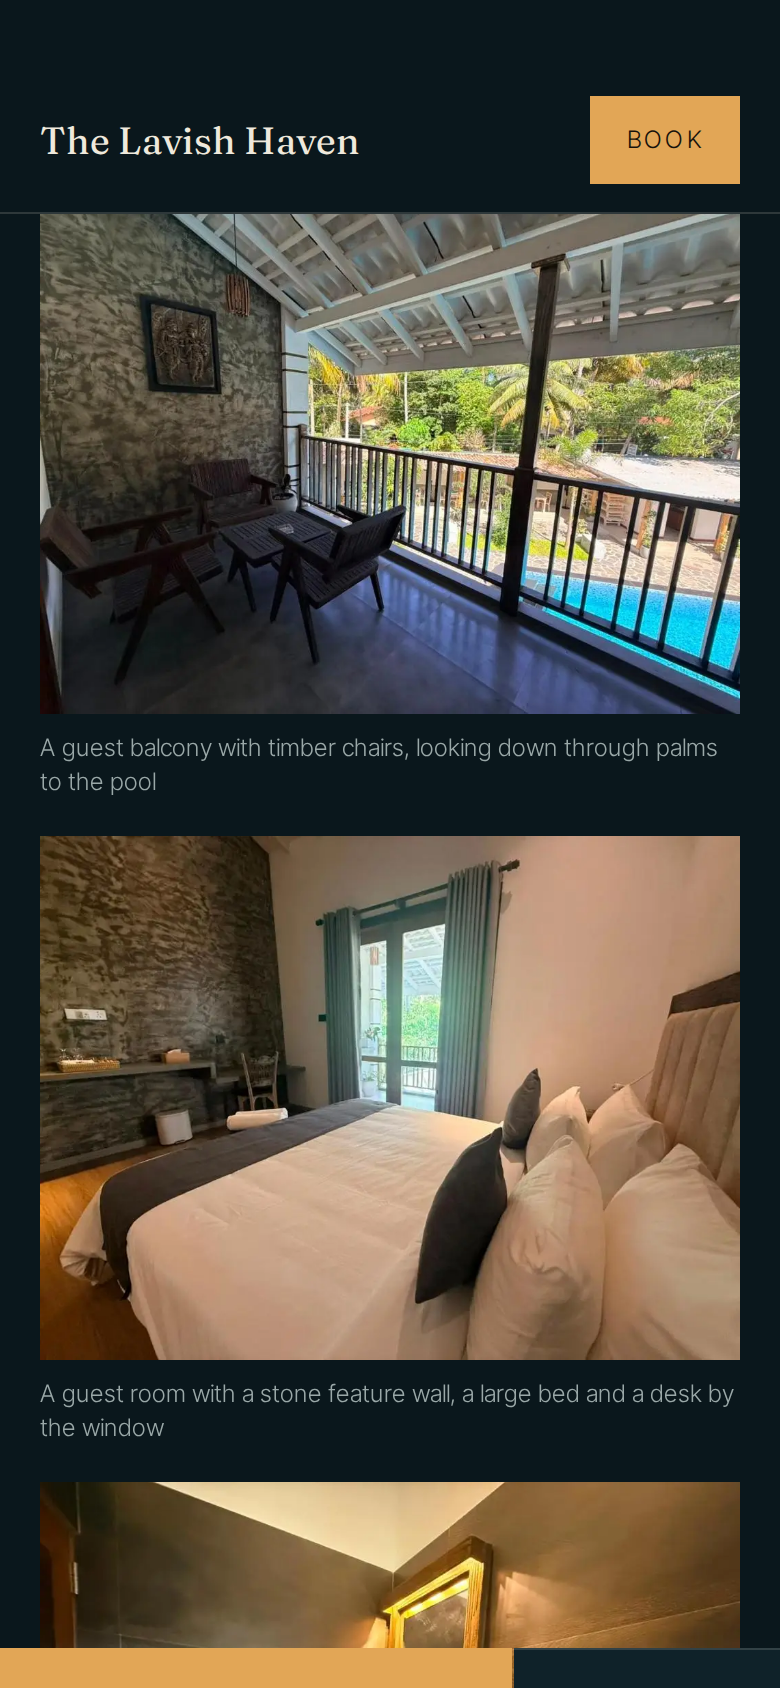 The Lavish Haven
BOOK
A guest balcony with timber chairs, looking down through palms
to the pool
A guest room with a stone feature wall, a large bed and a desk by
the window